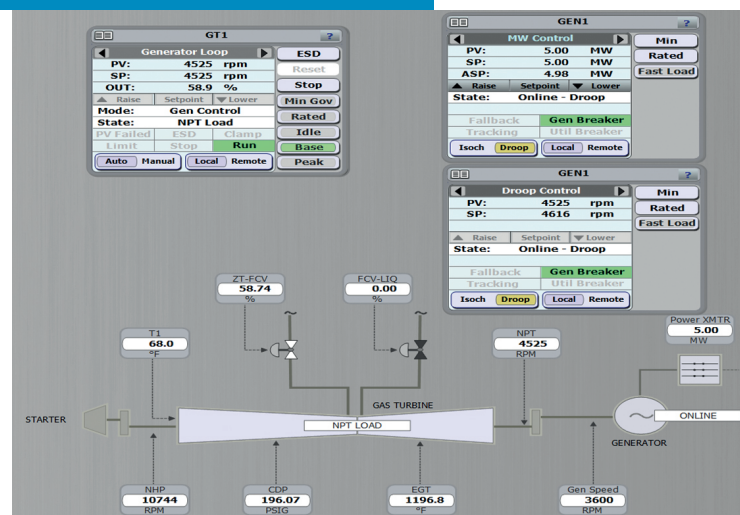 GT1
?
Generator Loop
PV: 4525 rpm
SP: 4525 rpm
OUT: 58.9 %
Raise Setpoint Lower
Mode: Gen Control
State: NPT Load
PV Failed ESD Clamp
Limit Stop Run
Auto Manual Local Remote
ESD
Reset
Stop
Min Gov
Rated
Idle
Base
Peak
GEN1
?
MW Control
PV: 5.00 MW
SP: 5.00 MW
ASP: 4.98 MW
Raise Setpoint Lower
State: Online - Droop
Fallback Gen Breaker
Tracking Util Breaker
Isoch Droop Local Remote
Min
Rated
Fast Load
GEN1
?
Droop Control
PV: 4525 rpm
SP: 4616 rpm
Raise Setpoint Lower
State: Online - Droop
Fallback Gen Breaker
Tracking Util Breaker
Isoch Droop Local Remote
Min
Rated
Fast Load
ZT-FCV
58.74
%
FCV-LIQ
0.00
%
T1
68.0
°F
NPT
4525
RPM
Power XMTR
5.00
MW
STARTER
GAS TURBINE
NPT LOAD
ONLINE
GENERATOR
NHP
10744
RPM
CDP
196.07
PSIG
EGT
1196.8
°F
Gen Speed
3600
RPM